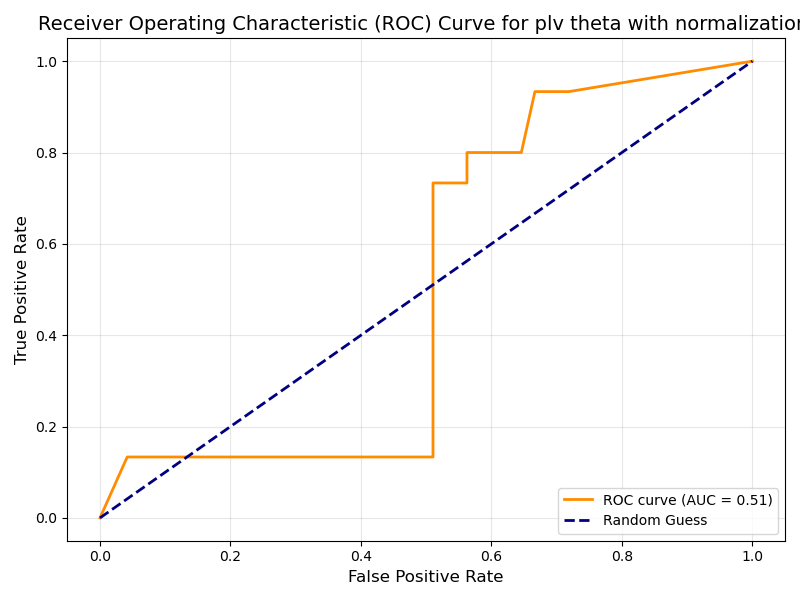 Receiver Operating Characteristic (ROC) Curve for plv theta with normalization
1.0
0.8
0.6
0.4
0.2
0.0
True Positive Rate
ROC curve (AUC = 0.51)
Random Guess
0.0 0.2 0.4 0.6 0.8 1.0
False Positive Rate